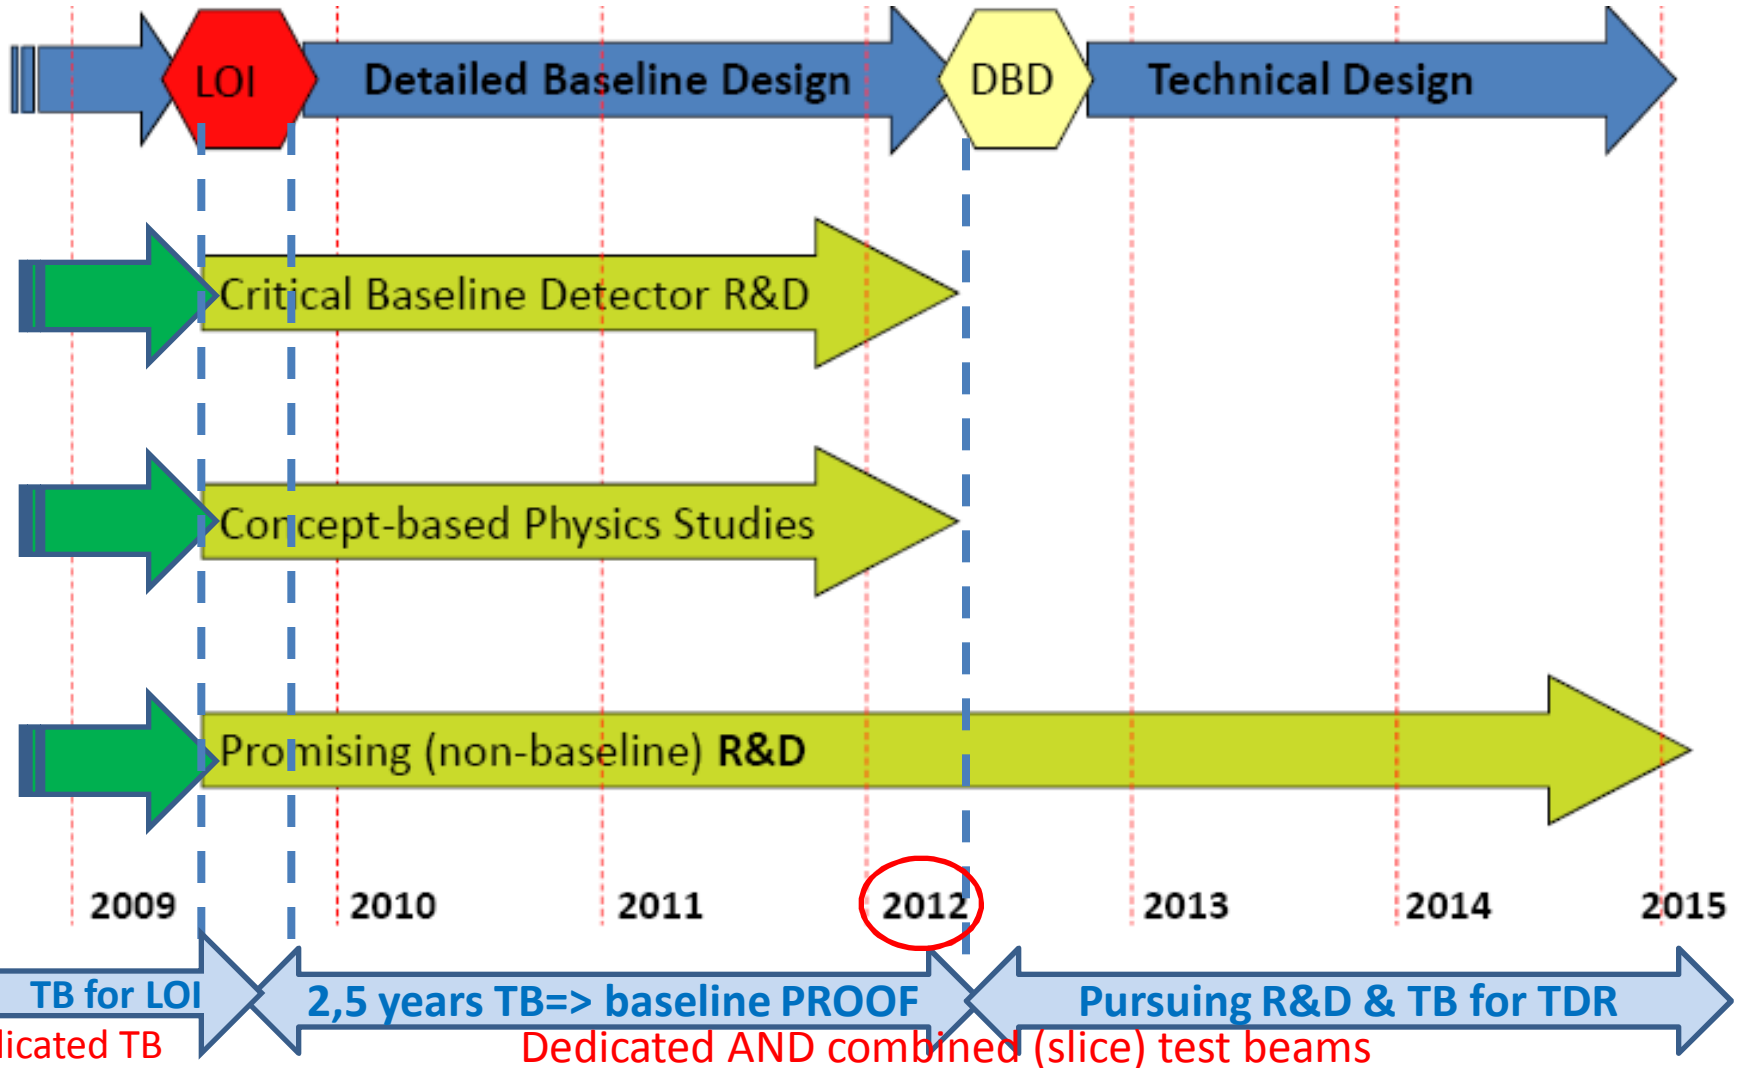 LOI
Detailed Baseline Design
DBD
Technical Design
Critical Baseline Detector R&D
Concept-based Physics Studies
Promising (non-baseline) R&D
2009 2010 2011 2012 2013 2014 2015
TB for LOI
2,5 years TB=> baseline PROOF
Pursuing R&D & TB for TDR
licated TB
Dedicated AND combined (slice) test beams